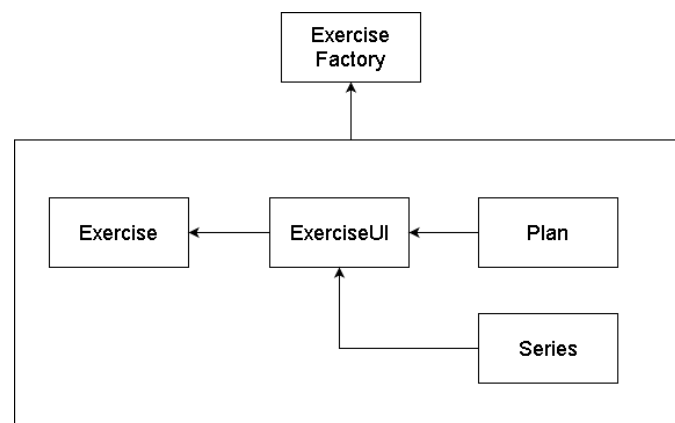 Exercise
Factory
Exercise
ExerciseUI
Plan
Series